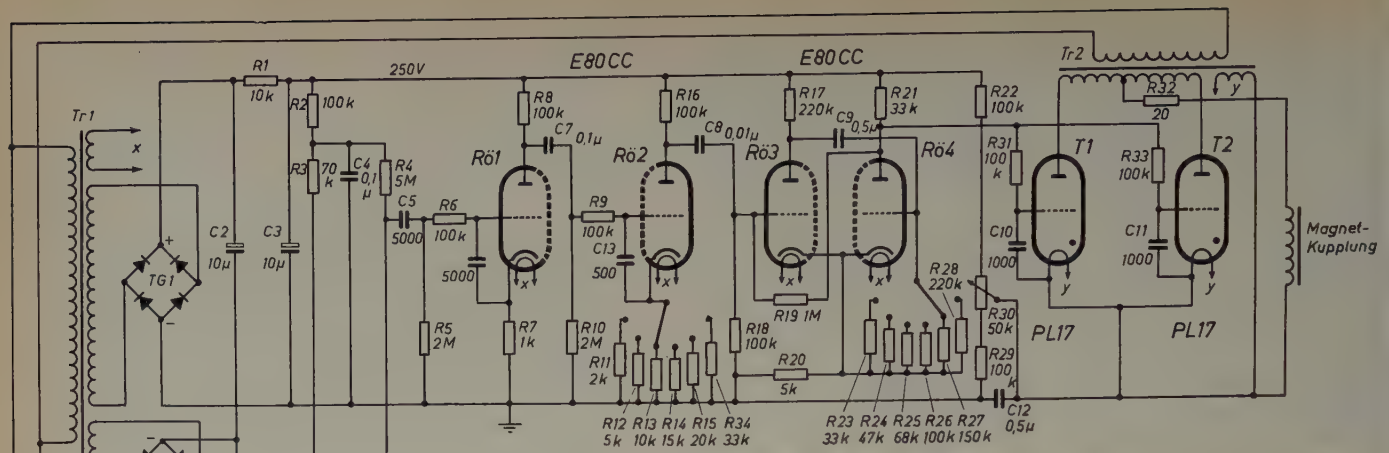 Tr1
x
TG1
+
−
−
R1
10k
C2
10µ
C3
10µ
250V
R2
100k
R3
70
k
C4
0,1
µ
R4
5M
C5
5000
R5
2M
R6
100k
5000
R8
100k
C7
0,1µ
Rö1
x
R7
1k
E80CC
R9
100k
C13
500
R10
2M
R16
100k
C8
0,01µ
Rö2
x
R11
2k
R12
5k
R13
10k
R14
15k
R15
20k
R34
33k
E80CC
R17
220k
C9
0,5µ
R21
33k
Rö3
x
Rö4
x
R19 1M
R18
100k
R20
5k
R23
33k
R24
47k
R25
68k
R26
100k
R27
150k
R28
220k
R22
100k
R30
50k
R29
100
k
C12
0,5µ
R31
100
k
C10
1000
T1
y
PL17
R33
100k
C11
1000
T2
y
PL17
Tr2
y
R32
20
Magnet-
Kupplung